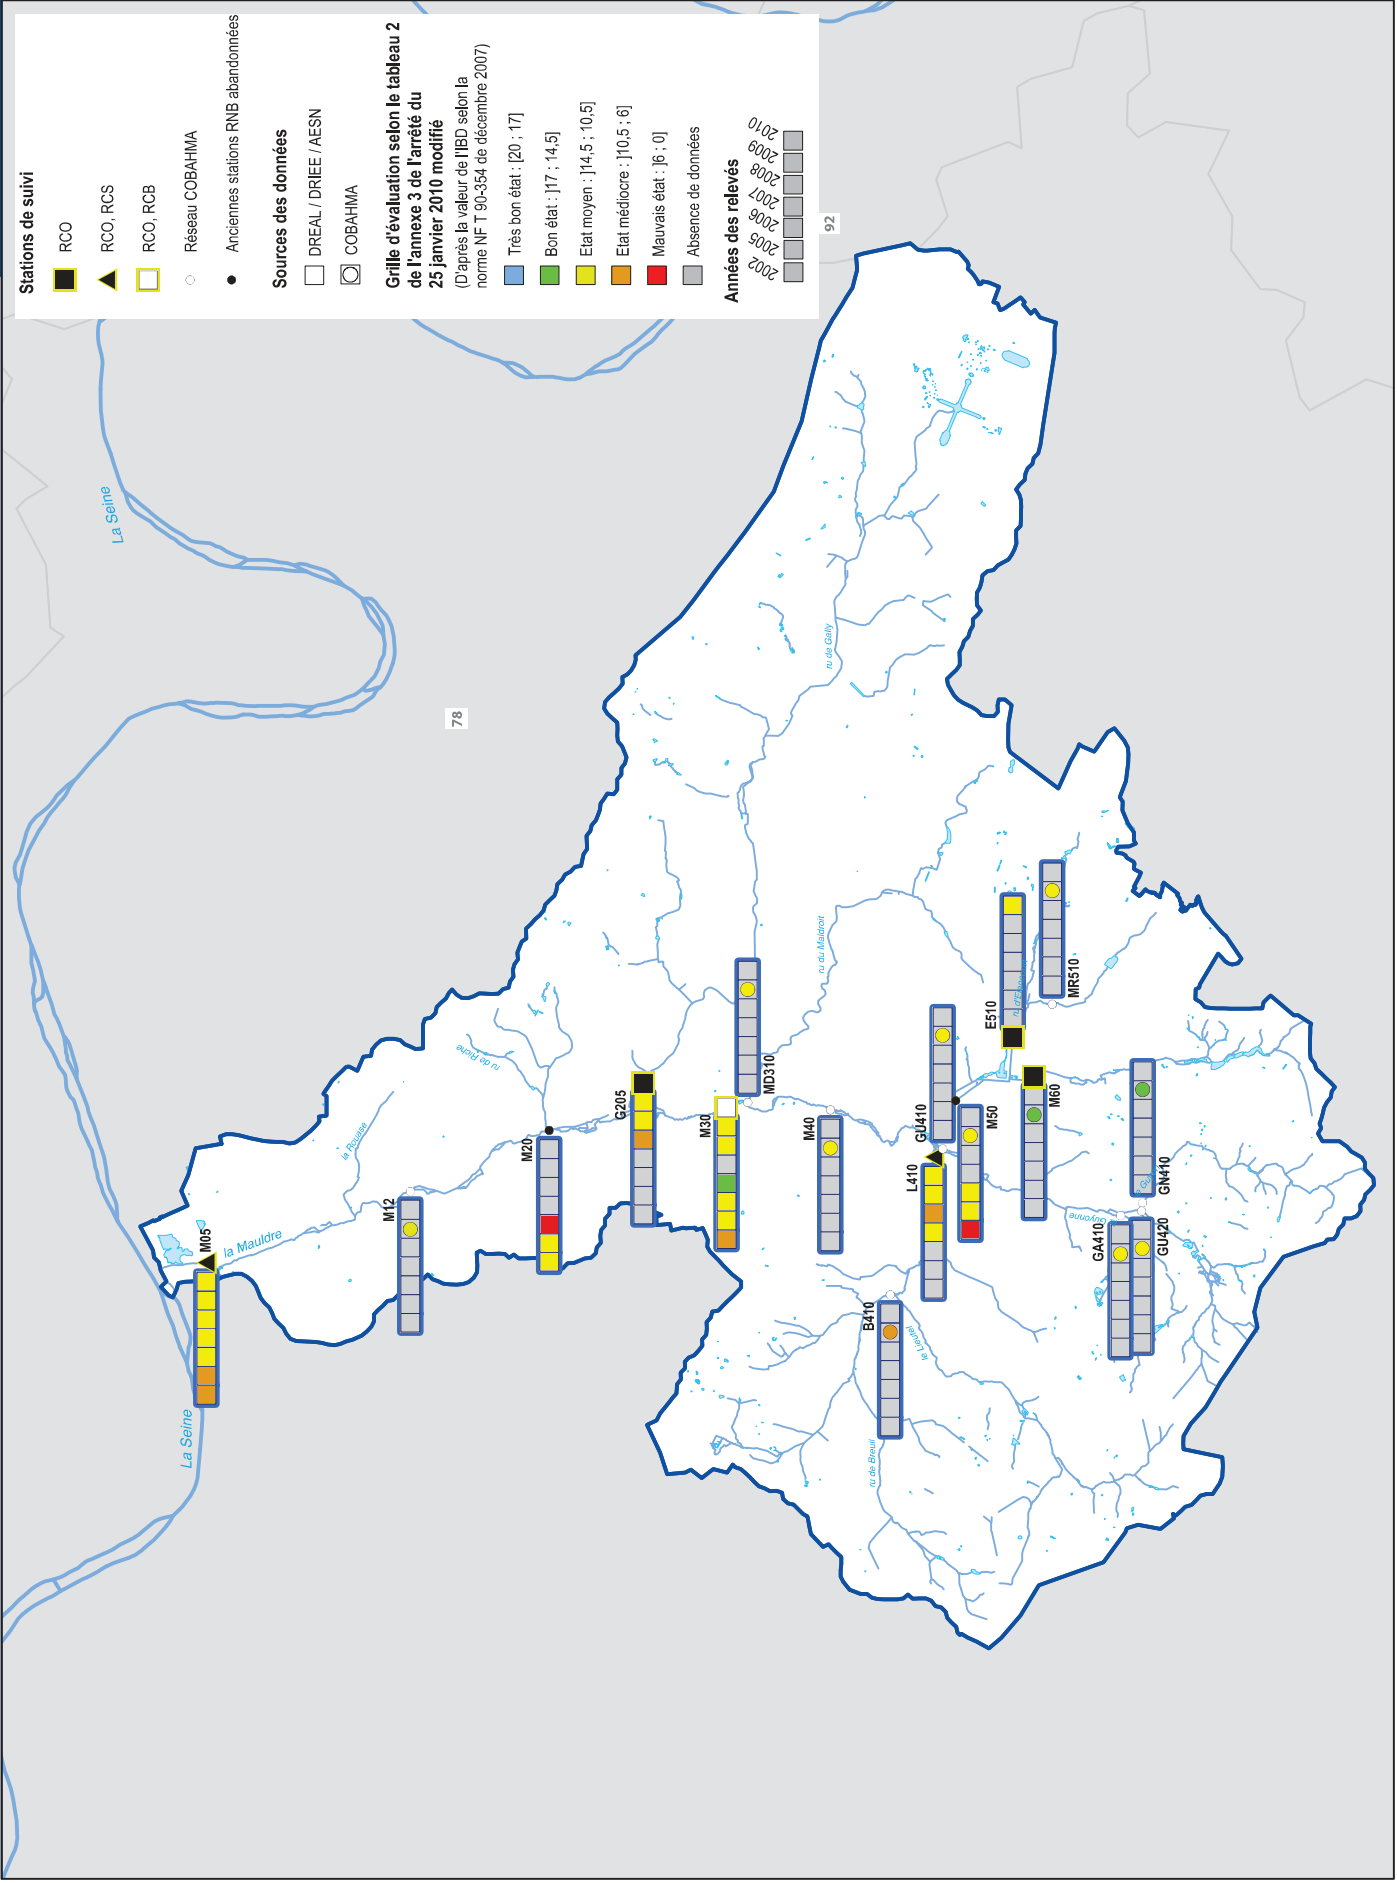 Stations de suivi
RCO
RCO, RCS
RCO, RCB
Réseau COBAHMA
Anciennes stations RNB abandonnées
Sources des données
DREAL / DRIEE / AESN
COBAHMA
Grille d'évaluation selon le tableau 2
de l'annexe 3 de l'arrêté du
25 janvier 2010 modifié
(D'après la valeur de l'IBD selon la
norme NF T 90-354 de décembre 2007)
Très bon état : [20 ; 17]
Bon état : ]17 ; 14,5]
Etat moyen : ]14,5 ; 10,5]
Etat médiocre : ]10,5 ; 6]
Mauvais état : ]6 ; 0]
Absence de données
Années des relevés
2002
2005
2006
2007
2008
2009
2010
92
78
La Seine
La Seine
la Mauldre
la Rouase
ru de Riche
ru de Gally
ru du Maldroit
le Lieutel
ru de Breuil
Guyonne
M05
M12
M20
G205
M30
MD310
M40
GU410
L410
M50
E510
MR510
M60
GN410
GA410
GU420
B410